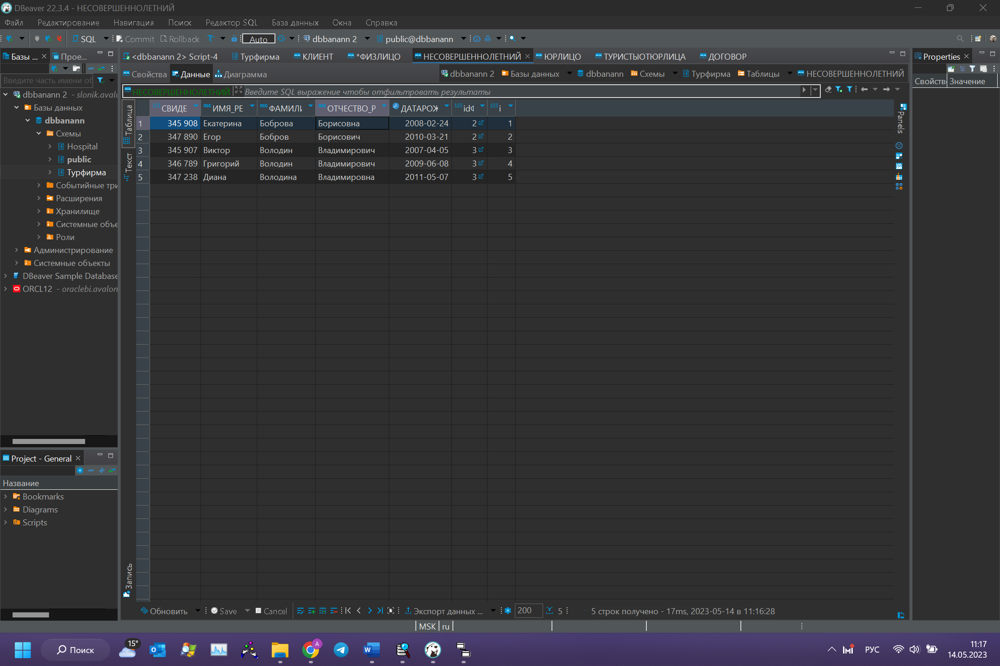 DBeaver 22.3.4 - НЕСОВЕРШЕННОЛЕТНИЙ
Файл Редактирование Навигация Поиск Редактор SQL База данных Окна Справка
SQL Commit Rollback Auto dbbanann 2 public@dbbanann
Базы ... Прое...
<dbbanann 2> Script-4 Турфирма КЛИЕНТ *ФИЗЛИЦО НЕСОВЕРШЕННОЛЕТНИЙ ЮРЛИЦО ТУРИСТЫОТЮРЛИЦА ДОГОВОР
Properties
Свойства Данные Диаграмма
dbbanann 2 Базы данных dbbanann Схемы Турфирма Таблицы НЕСОВЕРШЕННОЛЕТНИЙ
Введите часть имени об
НЕСОВЕРШЕННОЛЕТНИЙ Введите SQL выражение чтобы отфильтровать результаты
Свойств Значение
dbbanann 2 - slonik.avalo
Базы данных
dbbanann
Схемы
Hospital
public
Турфирма
Событийные три
Расширения
Хранилище
Системные объе
Роли
Администрирование
Системные объекты
DBeaver Sample Database
ORCL12 - oraclebi.avalon
Таблица
Текст
Запись
Panels
123 СВИДЕ ABC ИМЯ_РЕ ABC ФАМИЛИ ABC ОТЧЕСТВО_Р ДАТАРОЖ 123 idФ 123 i
1 345 908 Екатерина Боброва Борисовна 2008-02-24 2 1
2 347 890 Егор Бобров Борисович 2010-03-21 2 2
3 345 907 Виктор Володин Владимирович 2007-04-05 3 3
4 346 789 Григорий Володин Владимирович 2009-06-08 3 4
5 347 238 Диана Володина Владимировна 2011-05-07 3 5
Project - General
Название
Bookmarks
Diagrams
Scripts
Обновить Save Cancel Экспорт данных ... 200 5 5 строк получено - 17ms, 2023-05-14 в 11:16:28
MSK ru
15°
Поиск
A
РУС
11:17
14.05.2023